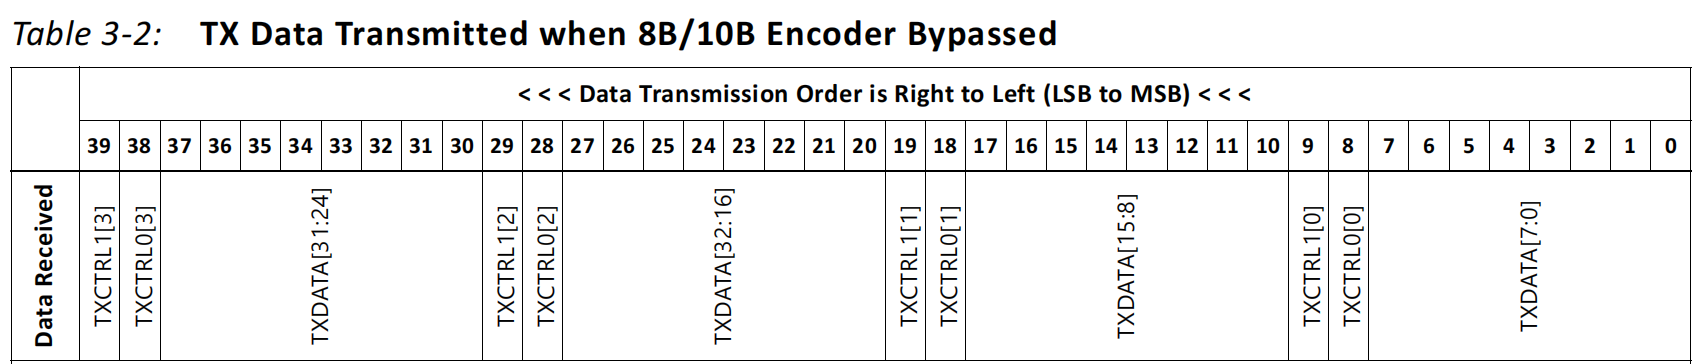 Table 3-2: TX Data Transmitted when 8B/10B Encoder Bypassed
< < < Data Transmission Order is Right to Left (LSB to MSB) < < <
39 38 37 36 35 34 33 32 31 30 29 28 27 26 25 24 23 22 21 20 19 18 17 16 15 14 13 12 11 10 9 8 7 6 5 4 3 2 1 0
Data Received
TXCTRL1[3]
TXCTRL0[3]
TXDATA[31:24]
TXCTRL1[2]
TXCTRL0[2]
TXDATA[32:16]
TXCTRL1[1]
TXCTRL0[1]
TXDATA[15:8]
TXCTRL1[0]
TXCTRL0[0]
TXDATA[7:0]